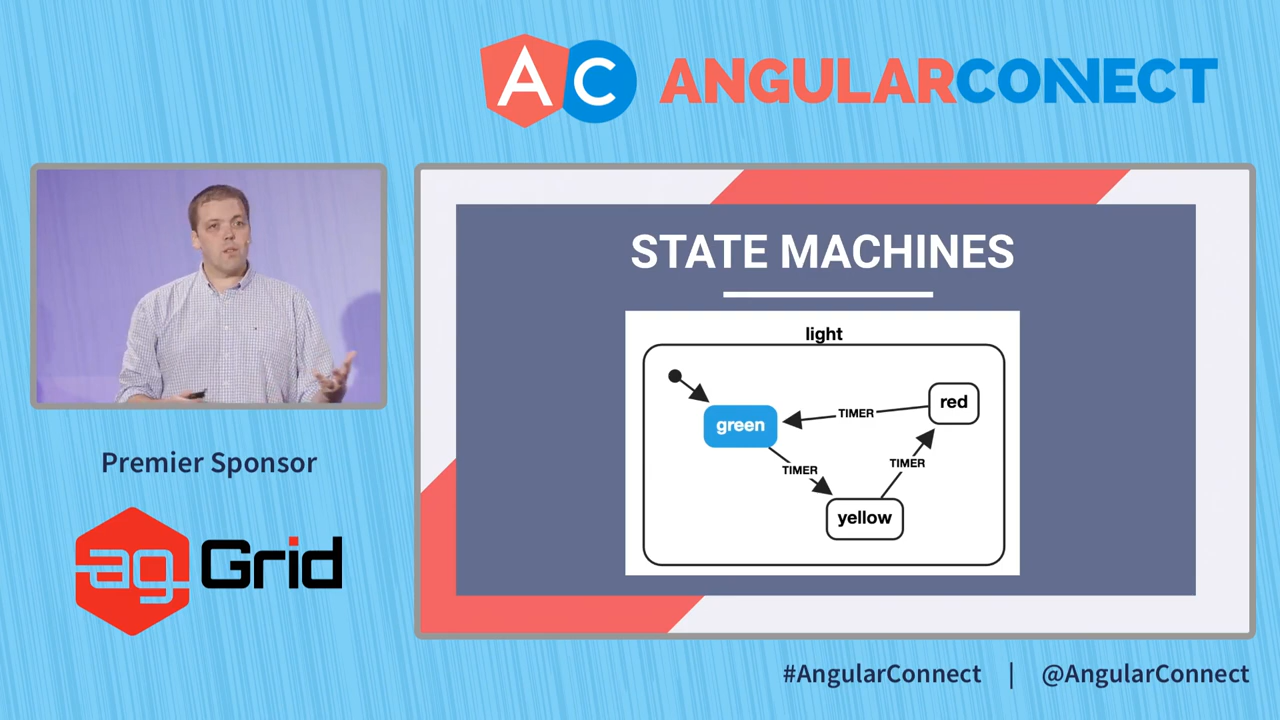 AC ANGULARCONNECT
STATE MACHINES
light
green
TIMER
red
TIMER
TIMER
yellow
Premier Sponsor
ag Grid
#AngularConnect | @AngularConnect